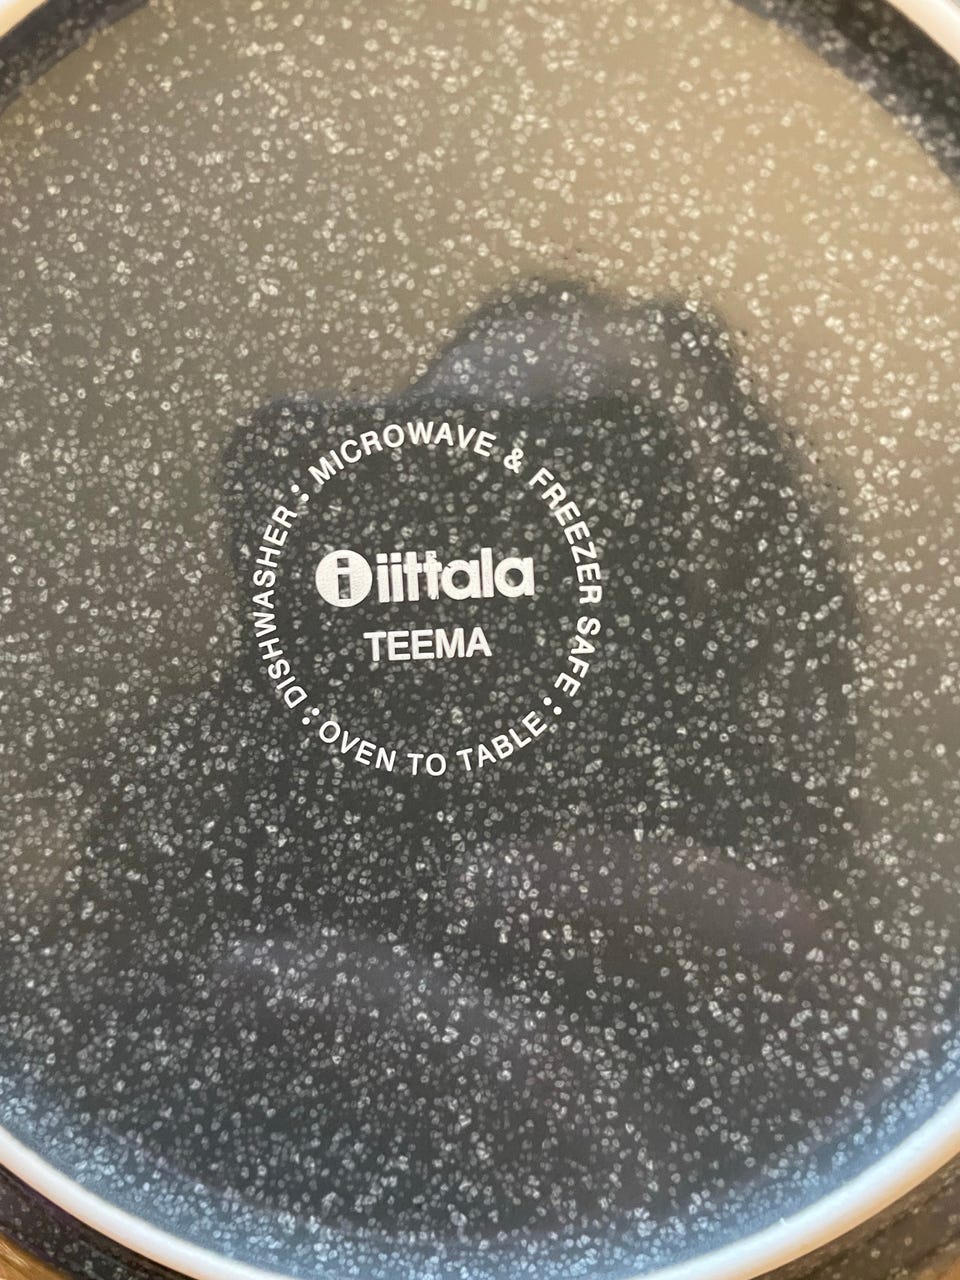 MICROWAVE & FREEZER SAFE :
OVEN TO TABLE :
DISHWASHER :
i iittala
TEEMA